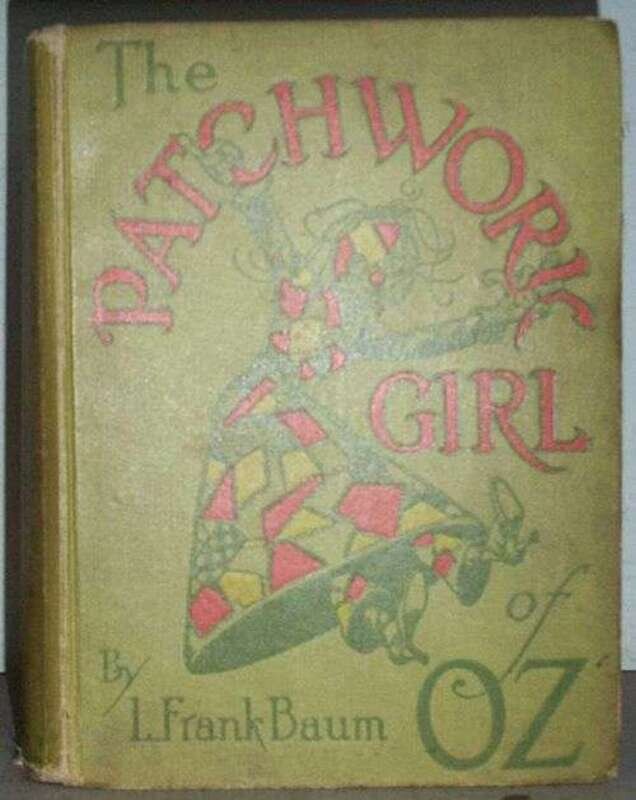 The
PATCHWORK
GIRL
of
OZ
By
L. Frank Baum